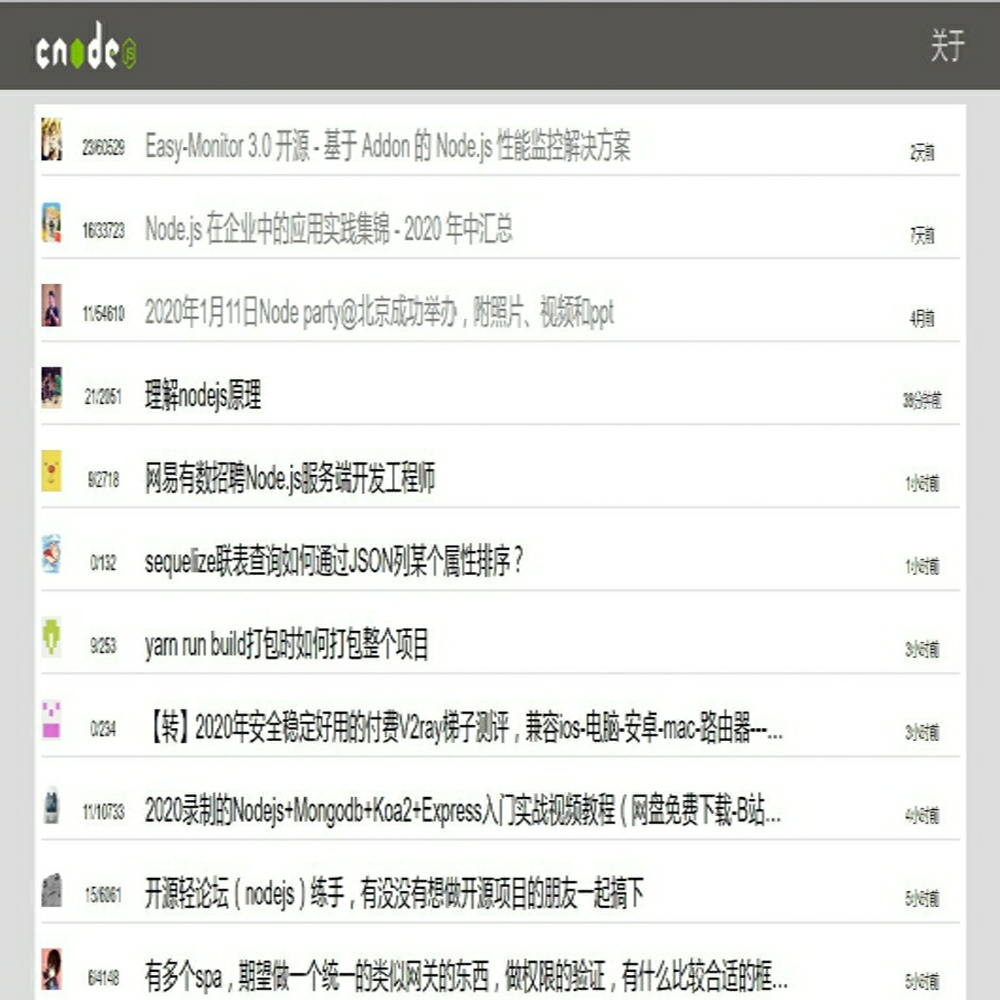 cnodejs
关于
23/60529 Easy-Monitor 3.0 开源 - 基于 Addon 的 Node.js 性能监控解决方案 2天前
16/33723 Node.js 在企业中的应用实践集锦 - 2020 年中汇总 7天前
11/54610 2020年1月11日Node party@北京成功举办，附照片、视频和ppt 4月前
21/2051 理解nodejs原理 38分钟前
9/2718 网易有数招聘Node.js服务端开发工程师 1小时前
0/132 sequelize联表查询如何通过JSON列某个属性排序？ 1小时前
9/253 yarn run build打包时如何打包整个项目 3小时前
0/234 【转】2020年安全稳定好用的付费V2ray梯子测评，兼容ios-电脑-安卓-mac-路由器---... 3小时前
11/10733 2020录制的Nodejs+Mongodb+Koa2+Express入门实战视频教程（网盘免费下载-B站... 4小时前
15/6061 开源轻论坛（nodejs）练手，有没没有想做开源项目的朋友一起搞下 5小时前
6/4148 有多个spa，期望做一个统一的类似网关的东西，做权限的验证，有什么比较合适的框... 5小时前